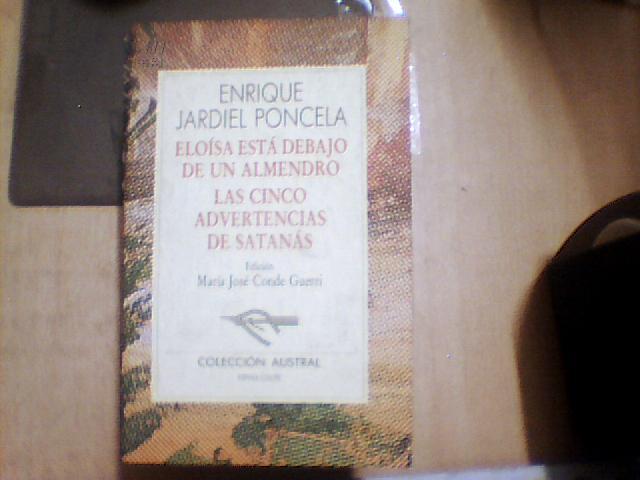 ENRIQUE
JARDIEL PONCELA
ELOÍSA ESTÁ DEBAJO
DE UN ALMENDRO
LAS CINCO
ADVERTENCIAS
DE SATANÁS
Edición
María José Conde Guerri
COLECCIÓN AUSTRAL